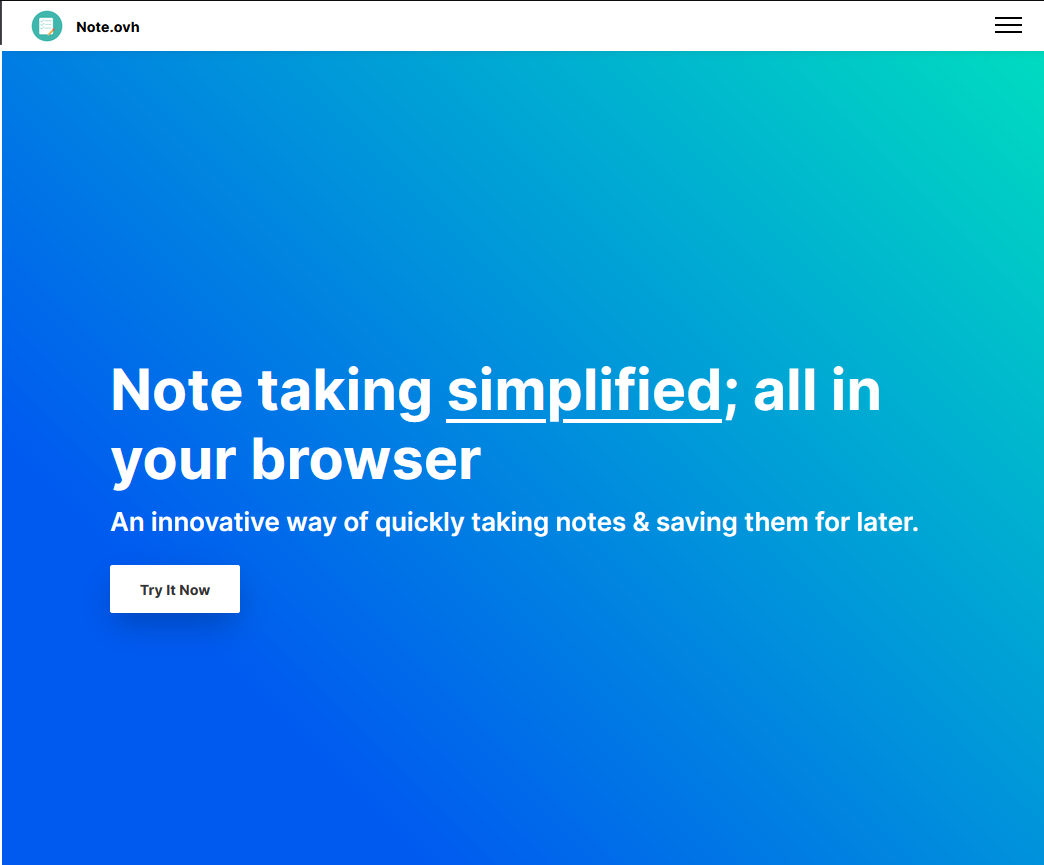 Note.ovh
Note taking simplified; all in
your browser
An innovative way of quickly taking notes & saving them for later.
Try It Now